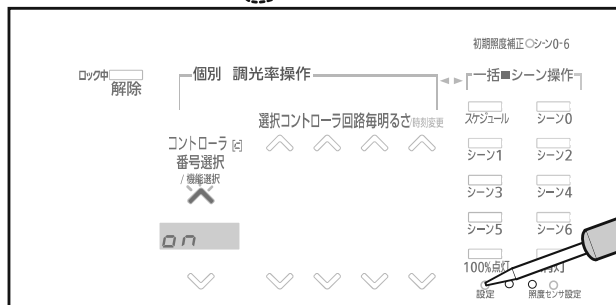 初期照度補正○シーン0-6
ロック中
解除
個別 調光率操作
一括■シーン操作
選択コントローラ回路毎明るさ/時刻変更
コントローラ[C]
番号選択
/機能選択
on
スケジュール シーン0
シーン1 シーン2
シーン3 シーン4
シーン5 シーン6
100%点灯
設定 照度センサ設定